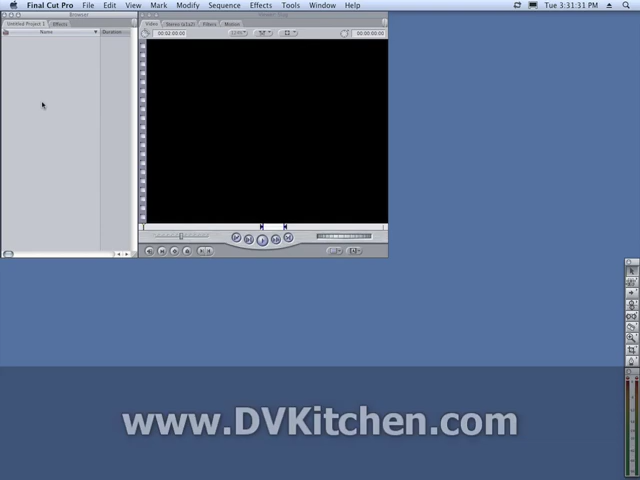 Final Cut Pro File Edit View Mark Modify Sequence Effects Tools Window Help Tue 3:31:31 PM
Browser
Untitled Project 1 Effects Video Stereo (a1a2) Filters Motion
Name Duration 00:02:00:00 00:00:00:00
www.DVKitchen.com